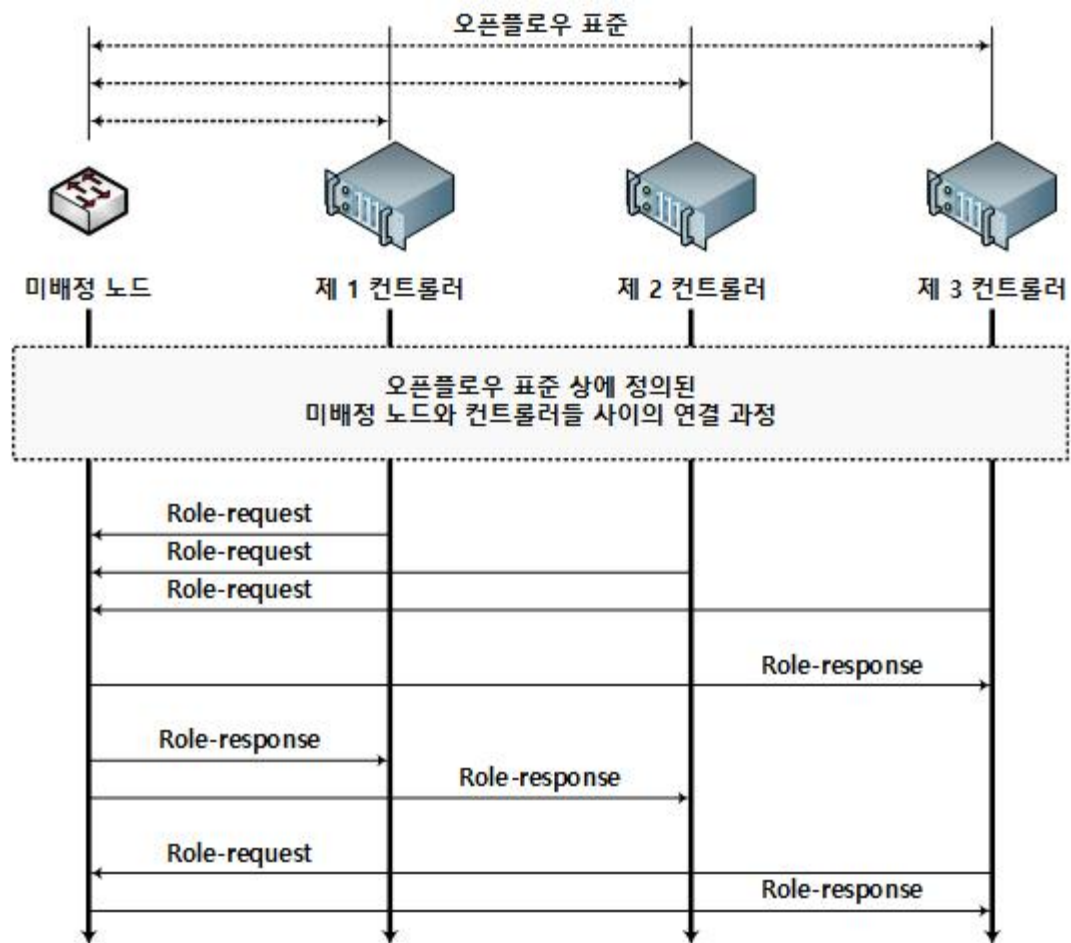 오픈플로우 표준
미배정 노드
제 1 컨트롤러
제 2 컨트롤러
제 3 컨트롤러
오픈플로우 표준 상에 정의된
미배정 노드와 컨트롤러들 사이의 연결 과정
Role-request
Role-request
Role-request
Role-response
Role-response
Role-response
Role-request
Role-response